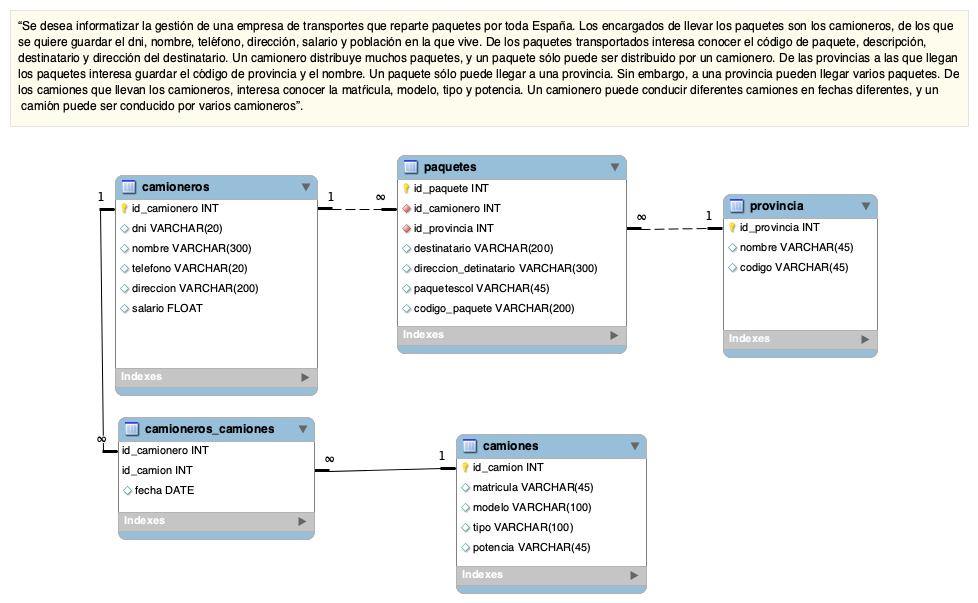 “Se desea informatizar la gestión de una empresa de transportes que reparte paquetes por toda España. Los encargados de llevar los paquetes son los camioneros, de los que
se quiere guardar el dni, nombre, teléfono, dirección, salario y población en la que vive. De los paquetes transportados interesa conocer el código de paquete, descripción,
destinatario y dirección del destinatario. Un camionero distribuye muchos paquetes, y un paquete sólo puede ser distribuido por un camionero. De las provincias a las que llegan
los paquetes interesa guardar el código de provincia y el nombre. Un paquete sólo puede llegar a una provincia. Sin embargo, a una provincia pueden llegar varios paquetes. De
los camiones que llevan los camioneros, interesa conocer la matrícula, modelo, tipo y potencia. Un camionero puede conducir diferentes camiones en fechas diferentes, y un
camión puede ser conducido por varios camioneros”.
camioneros
id_camionero INT
dni VARCHAR(20)
nombre VARCHAR(300)
telefono VARCHAR(20)
direccion VARCHAR(200)
salario FLOAT
Indexes
1
1
∞
paquetes
id_paquete INT
id_camionero INT
id_provincia INT
destinatario VARCHAR(200)
direccion_detinatario VARCHAR(300)
paquetescol VARCHAR(45)
codigo_paquete VARCHAR(200)
Indexes
∞
1
provincia
id_provincia INT
nombre VARCHAR(45)
codigo VARCHAR(45)
Indexes
∞
camioneros_camiones
id_camionero INT
id_camion INT
fecha DATE
Indexes
∞
1
camiones
id_camion INT
matricula VARCHAR(45)
modelo VARCHAR(100)
tipo VARCHAR(100)
potencia VARCHAR(45)
Indexes